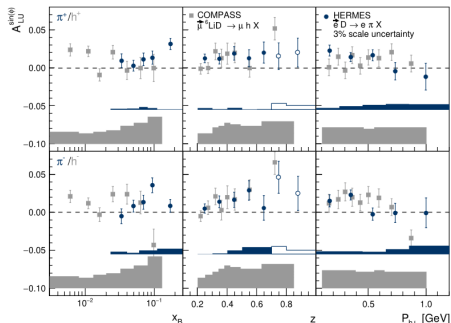 A_LU^sin(φ)
π⁺/h⁺
COMPASS
μ ⁶LiD → μ h X
HERMES
e D → e π X
3% scale uncertainty
0.05
0.00
−0.05
−0.10
π⁻/h⁻
0.05
0.00
−0.05
−0.10
10⁻² 10⁻¹ 0.2 0.4 0.6 0.8 0.5 1.0
x_B z P_h⊥ [GeV]